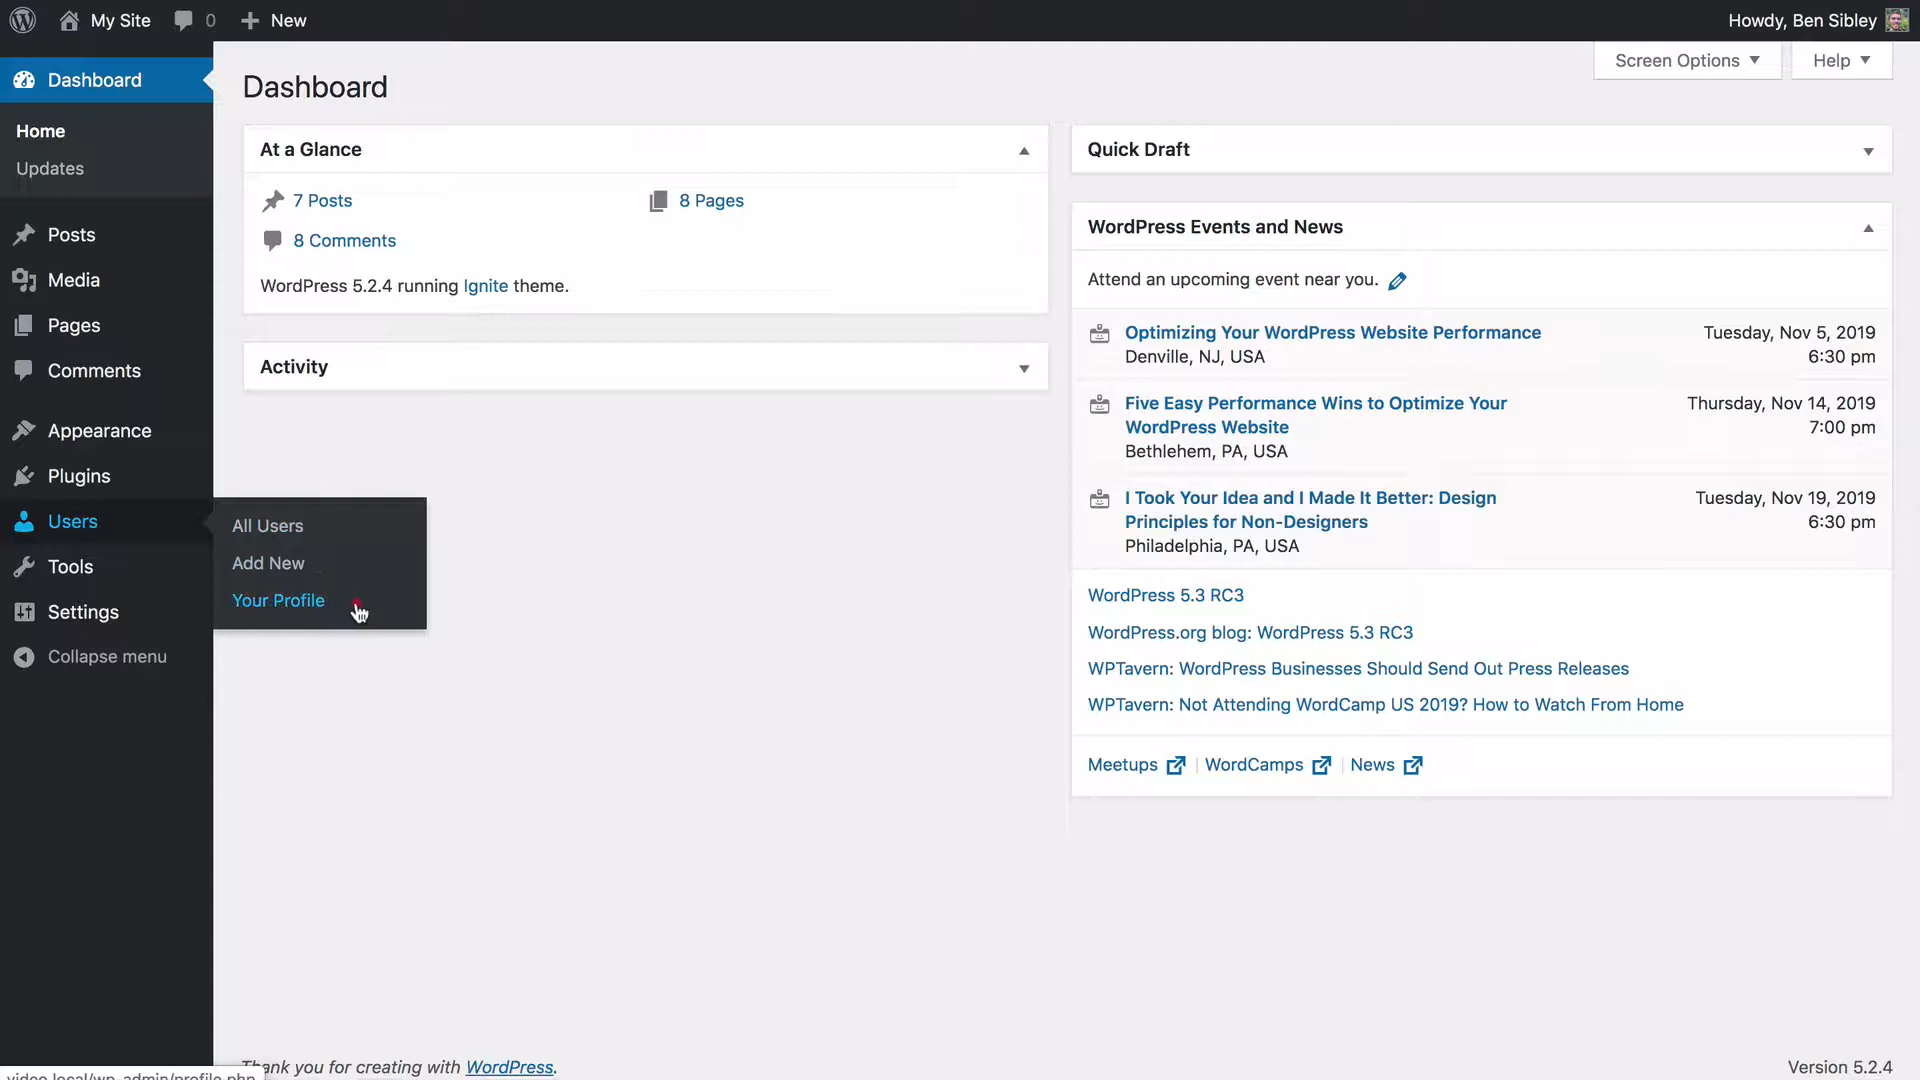 My Site
0
New
Howdy, Ben Sibley
Dashboard
Home
Updates
Posts
Media
Pages
Comments
Appearance
Plugins
Users
Tools
Settings
Collapse menu
All Users
Add New
Your Profile
Screen Options
Help
Dashboard
At a Glance
7 Posts
8 Pages
8 Comments
WordPress 5.2.4 running Ignite theme.
Activity
Quick Draft
WordPress Events and News
Attend an upcoming event near you.
Optimizing Your WordPress Website Performance
Denville, NJ, USA
Tuesday, Nov 5, 2019
6:30 pm
Five Easy Performance Wins to Optimize Your
WordPress Website
Bethlehem, PA, USA
Thursday, Nov 14, 2019
7:00 pm
I Took Your Idea and I Made It Better: Design
Principles for Non-Designers
Philadelphia, PA, USA
Tuesday, Nov 19, 2019
6:30 pm
WordPress 5.3 RC3
WordPress.org blog: WordPress 5.3 RC3
WPTavern: WordPress Businesses Should Send Out Press Releases
WPTavern: Not Attending WordCamp US 2019? How to Watch From Home
Meetups | WordCamps | News
Thank you for creating with WordPress.
Version 5.2.4
video.local/wp-admin/profile.php